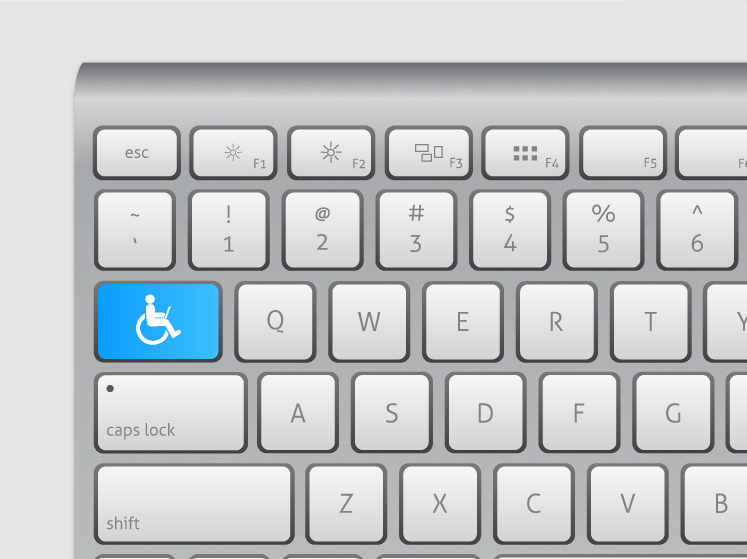 esc F1 F2 F3 F4 F5
~ ! @ # $ % ^
` 1 2 3 4 5 6
Q W E R T Y
A S D F G
caps lock
Z X C V B
shift